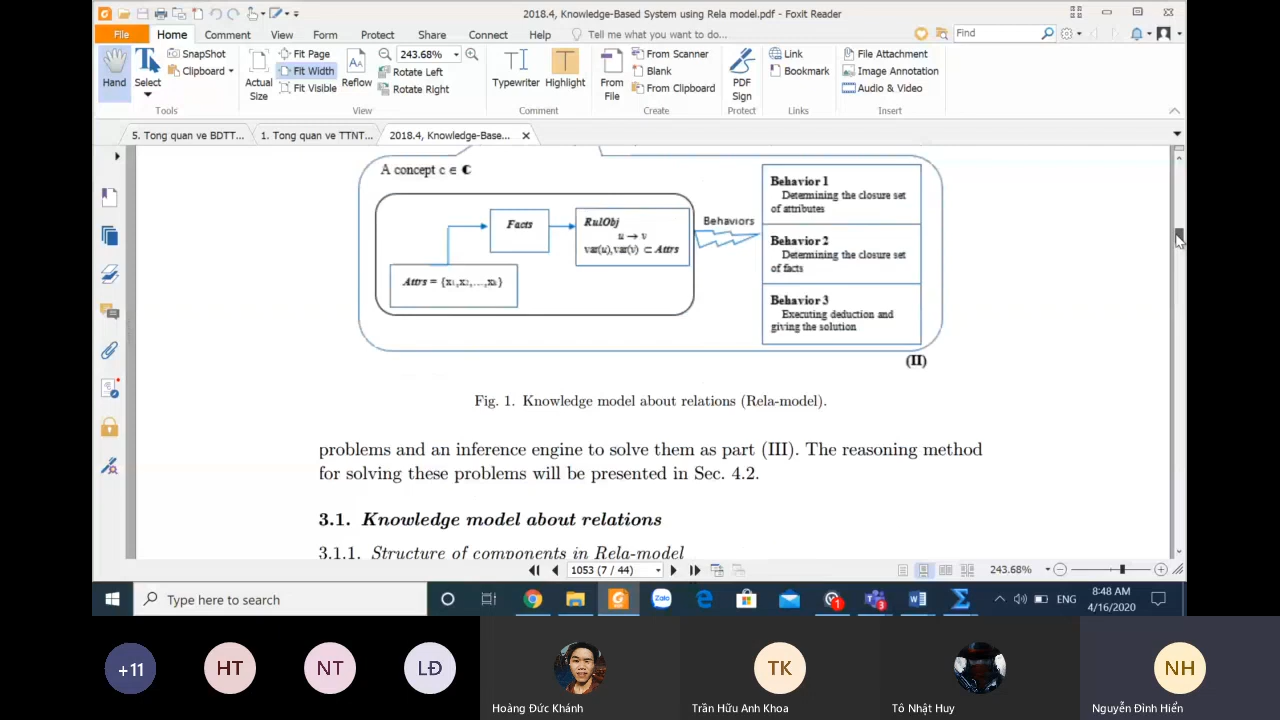 2018.4, Knowledge-Based System using Rela model.pdf - Foxit Reader
File Home Comment View Form Protect Share Connect Help Tell me what you want to do... Find
Hand
Select
SnapShot
Clipboard
Tools
Actual Size
Fit Page
Fit Width
Fit Visible
Reflow
243.68%
Rotate Left
Rotate Right
View
Typewriter
Highlight
Comment
From File
From Scanner
Blank
From Clipboard
Create
PDF Sign
Protect
Link
Bookmark
Links
File Attachment
Image Annotation
Audio & Video
Insert
5. Tong quan ve BDTT... 1. Tong quan ve TTNT... 2018.4, Knowledge-Base...
A concept c ∈ ℂ
Facts
RulObj
u → v
var(u),var(v) ⊂ Attrs
Attrs = {x₁,x₂,…,xₖ}
Behaviors
Behavior 1
Determining the closure set
of attributes
Behavior 2
Determining the closure set
of facts
Behavior 3
Executing deduction and
giving the solution
(II)
Fig. 1. Knowledge model about relations (Rela-model).
problems and an inference engine to solve them as part (III). The reasoning method
for solving these problems will be presented in Sec. 4.2.
3.1. Knowledge model about relations
3.1.1. Structure of components in Rela-model
1053 (7 / 44) 243.68%
Type here to search
Zalo
1
3
ENG
8:48 AM
4/16/2020
+11 HT NT LĐ TK NH
Hoàng Đức Khánh Trần Hữu Anh Khoa Tô Nhật Huy Nguyễn Đình Hiển